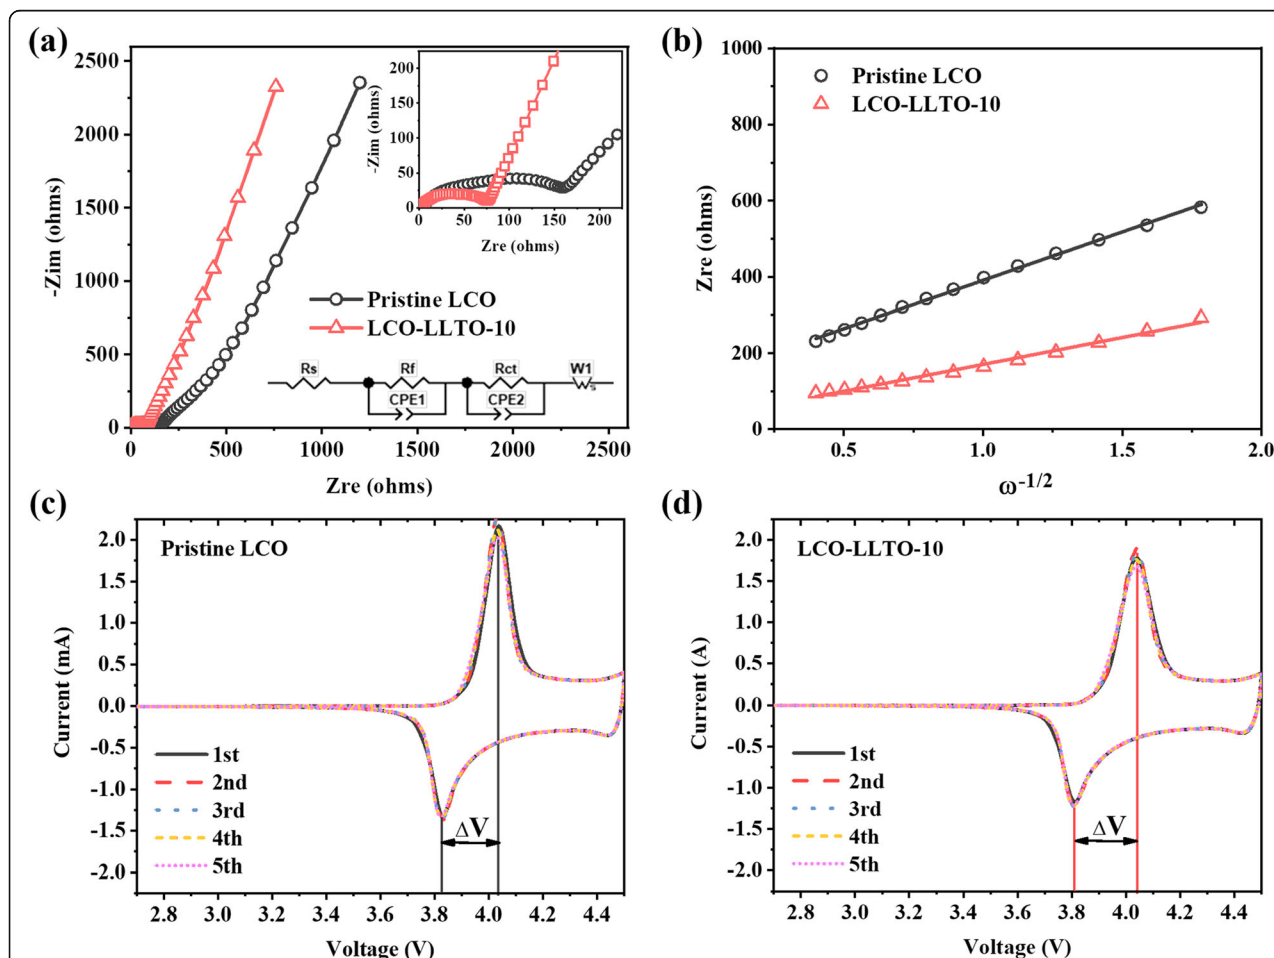 (a)
2500
2000
1500
1000
500
0
-Zim (ohms)
0 500 1000 1500 2000 2500
Zre (ohms)
200
150
100
50
0
-Zim (ohms)
0 50 100 150 200
Zre (ohms)
Pristine LCO
LCO-LLTO-10
Rs Rf Rct W1
CPE1 CPE2 s
(b)
1000
800
600
400
200
0
Zre (ohms)
Pristine LCO
LCO-LLTO-10
0.5 1.0 1.5 2.0
ω-1/2
(c)
Pristine LCO
2.0
1.5
1.0
0.5
0.0
-0.5
-1.0
-1.5
-2.0
Current (mA)
1st
2nd
3rd
4th
5th
ΔV
2.8 3.0 3.2 3.4 3.6 3.8 4.0 4.2 4.4
Voltage (V)
(d)
LCO-LLTO-10
2.0
1.5
1.0
0.5
0.0
-0.5
-1.0
-1.5
-2.0
Current (A)
1st
2nd
3rd
4th
5th
ΔV
2.8 3.0 3.2 3.4 3.6 3.8 4.0 4.2 4.4
Voltage (V)